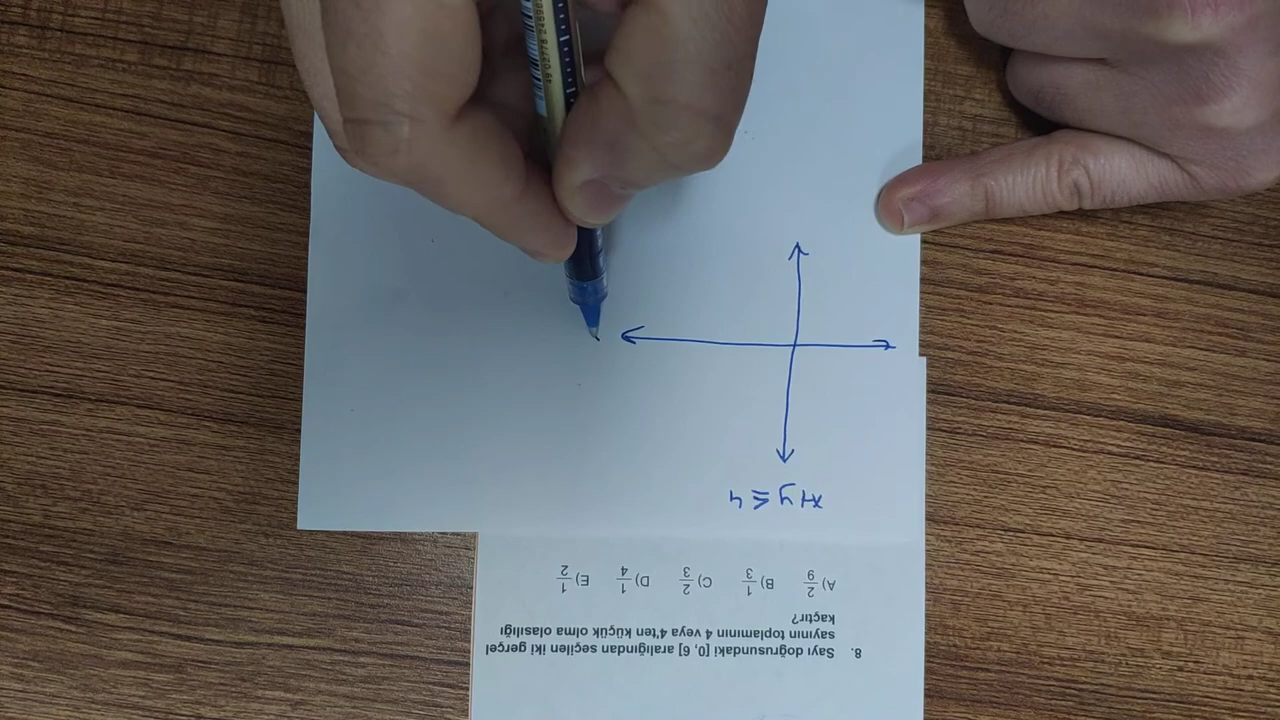 8. Sayı doğrusundaki [0, 6] aralığından seçilen iki gerçel
sayının toplamının 4 veya 4'ten küçük olma olasılığı
kaçtır?
A) 2/9 B) 1/3 C) 2/3 D) 1/4 E) 1/2
x+y ≤ 4